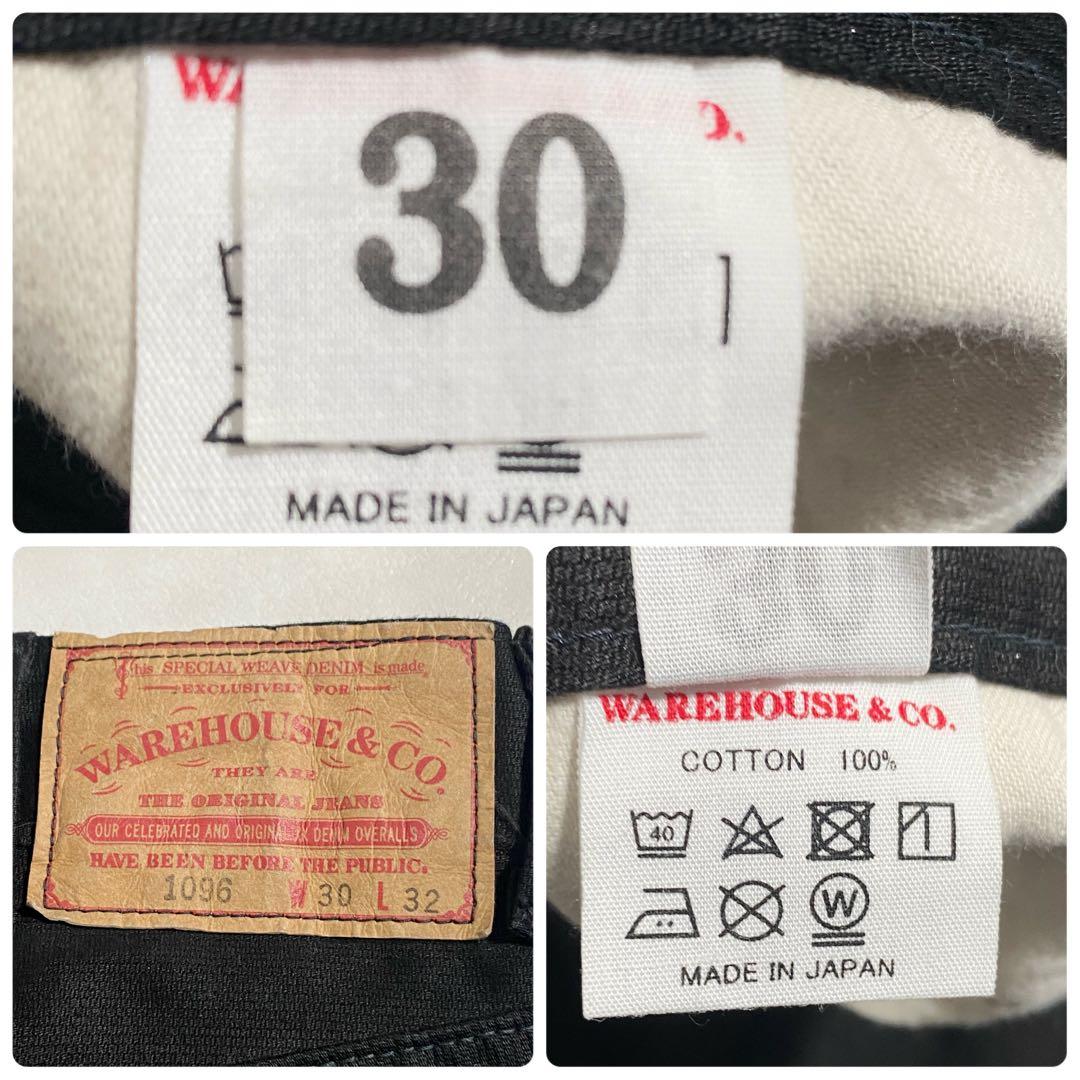 30
MADE IN JAPAN
This SPECIAL WEAVE DENIM is made
EXCLUSIVELY FOR
WAREHOUSE & CO.
THEY ARE
THE ORIGINAL JEANS
OUR CELEBRATED AND ORIGINAL XX DENIM OVERALLS
HAVE BEEN BEFORE THE PUBLIC.
1096 W 30 L 32
WAREHOUSE & CO.
COTTON 100%
40
W
MADE IN JAPAN